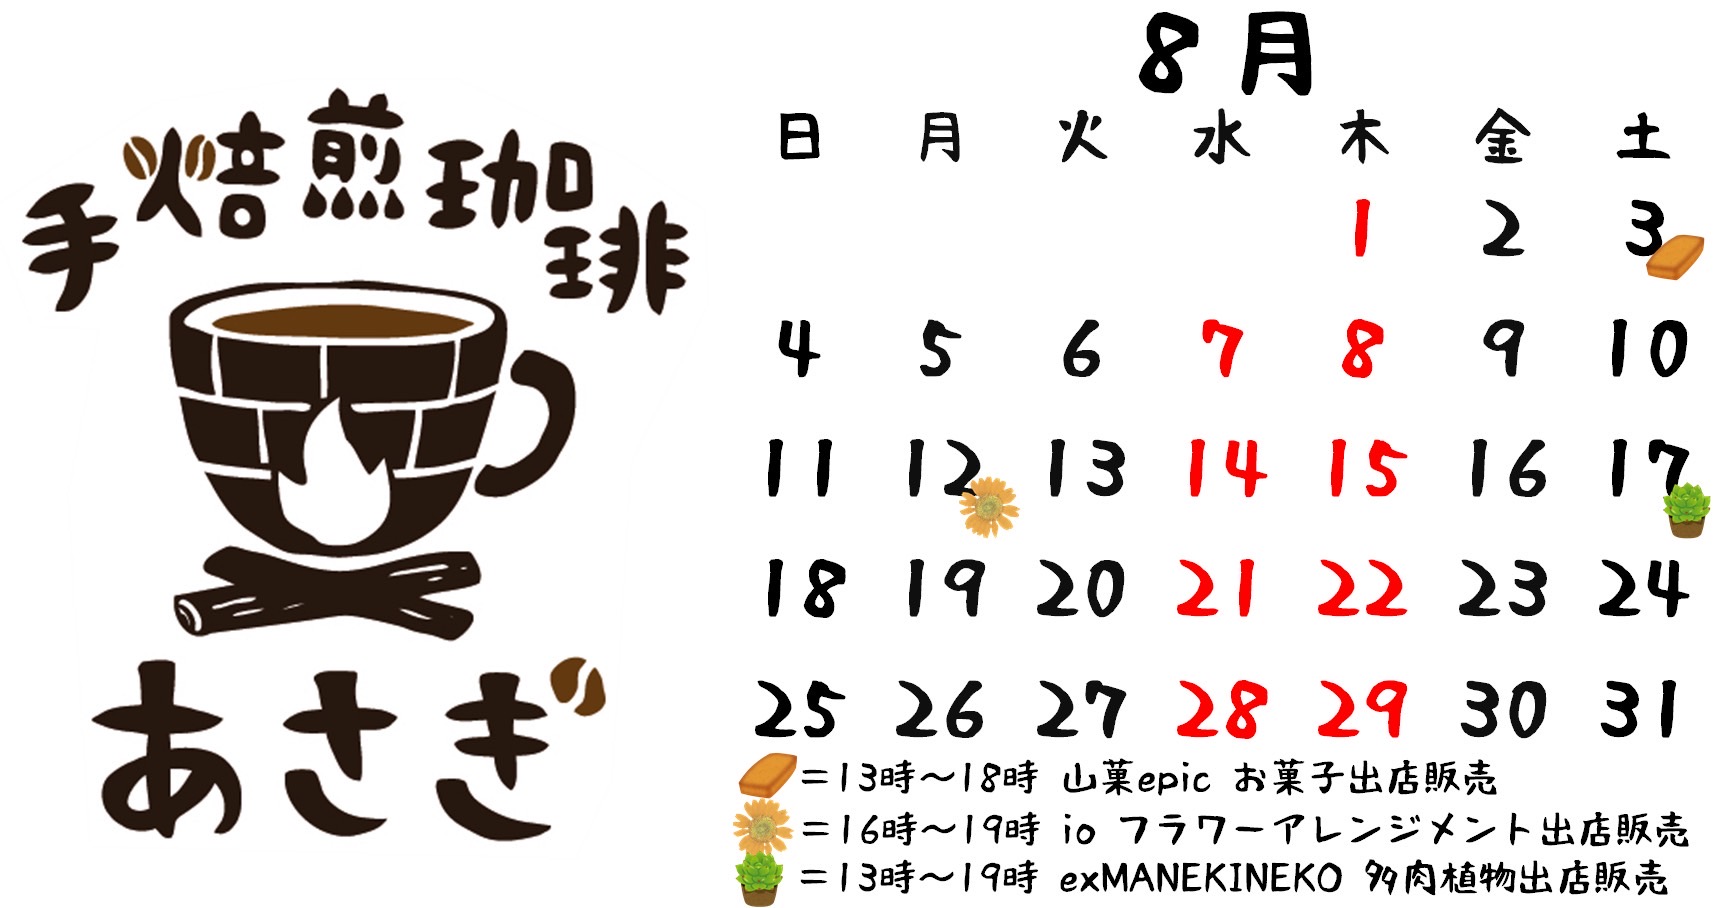 手焙煎珈琲
あさぎ
8月
日 月 火 水 木 金 土
1 2 3
4 5 6 7 8 9 10
11 12 13 14 15 16 17
18 19 20 21 22 23 24
25 26 27 28 29 30 31
=13時〜18時 山菓epic お菓子出店販売
=16時〜19時 io フラワーアレンジメント出店販売
=13時〜19時 exMANEKINEKO 多肉植物出店販売